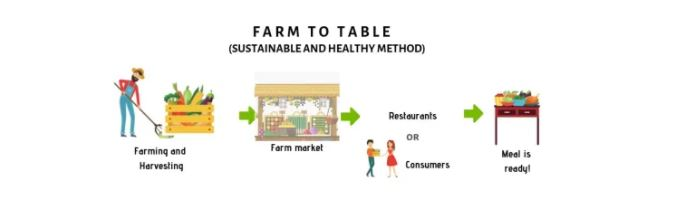 FARM TO TABLE
(SUSTAINABLE AND HEALTHY METHOD)
Farming and
Harvesting
Farm market
Restaurants
OR
Consumers
Meal is
ready!